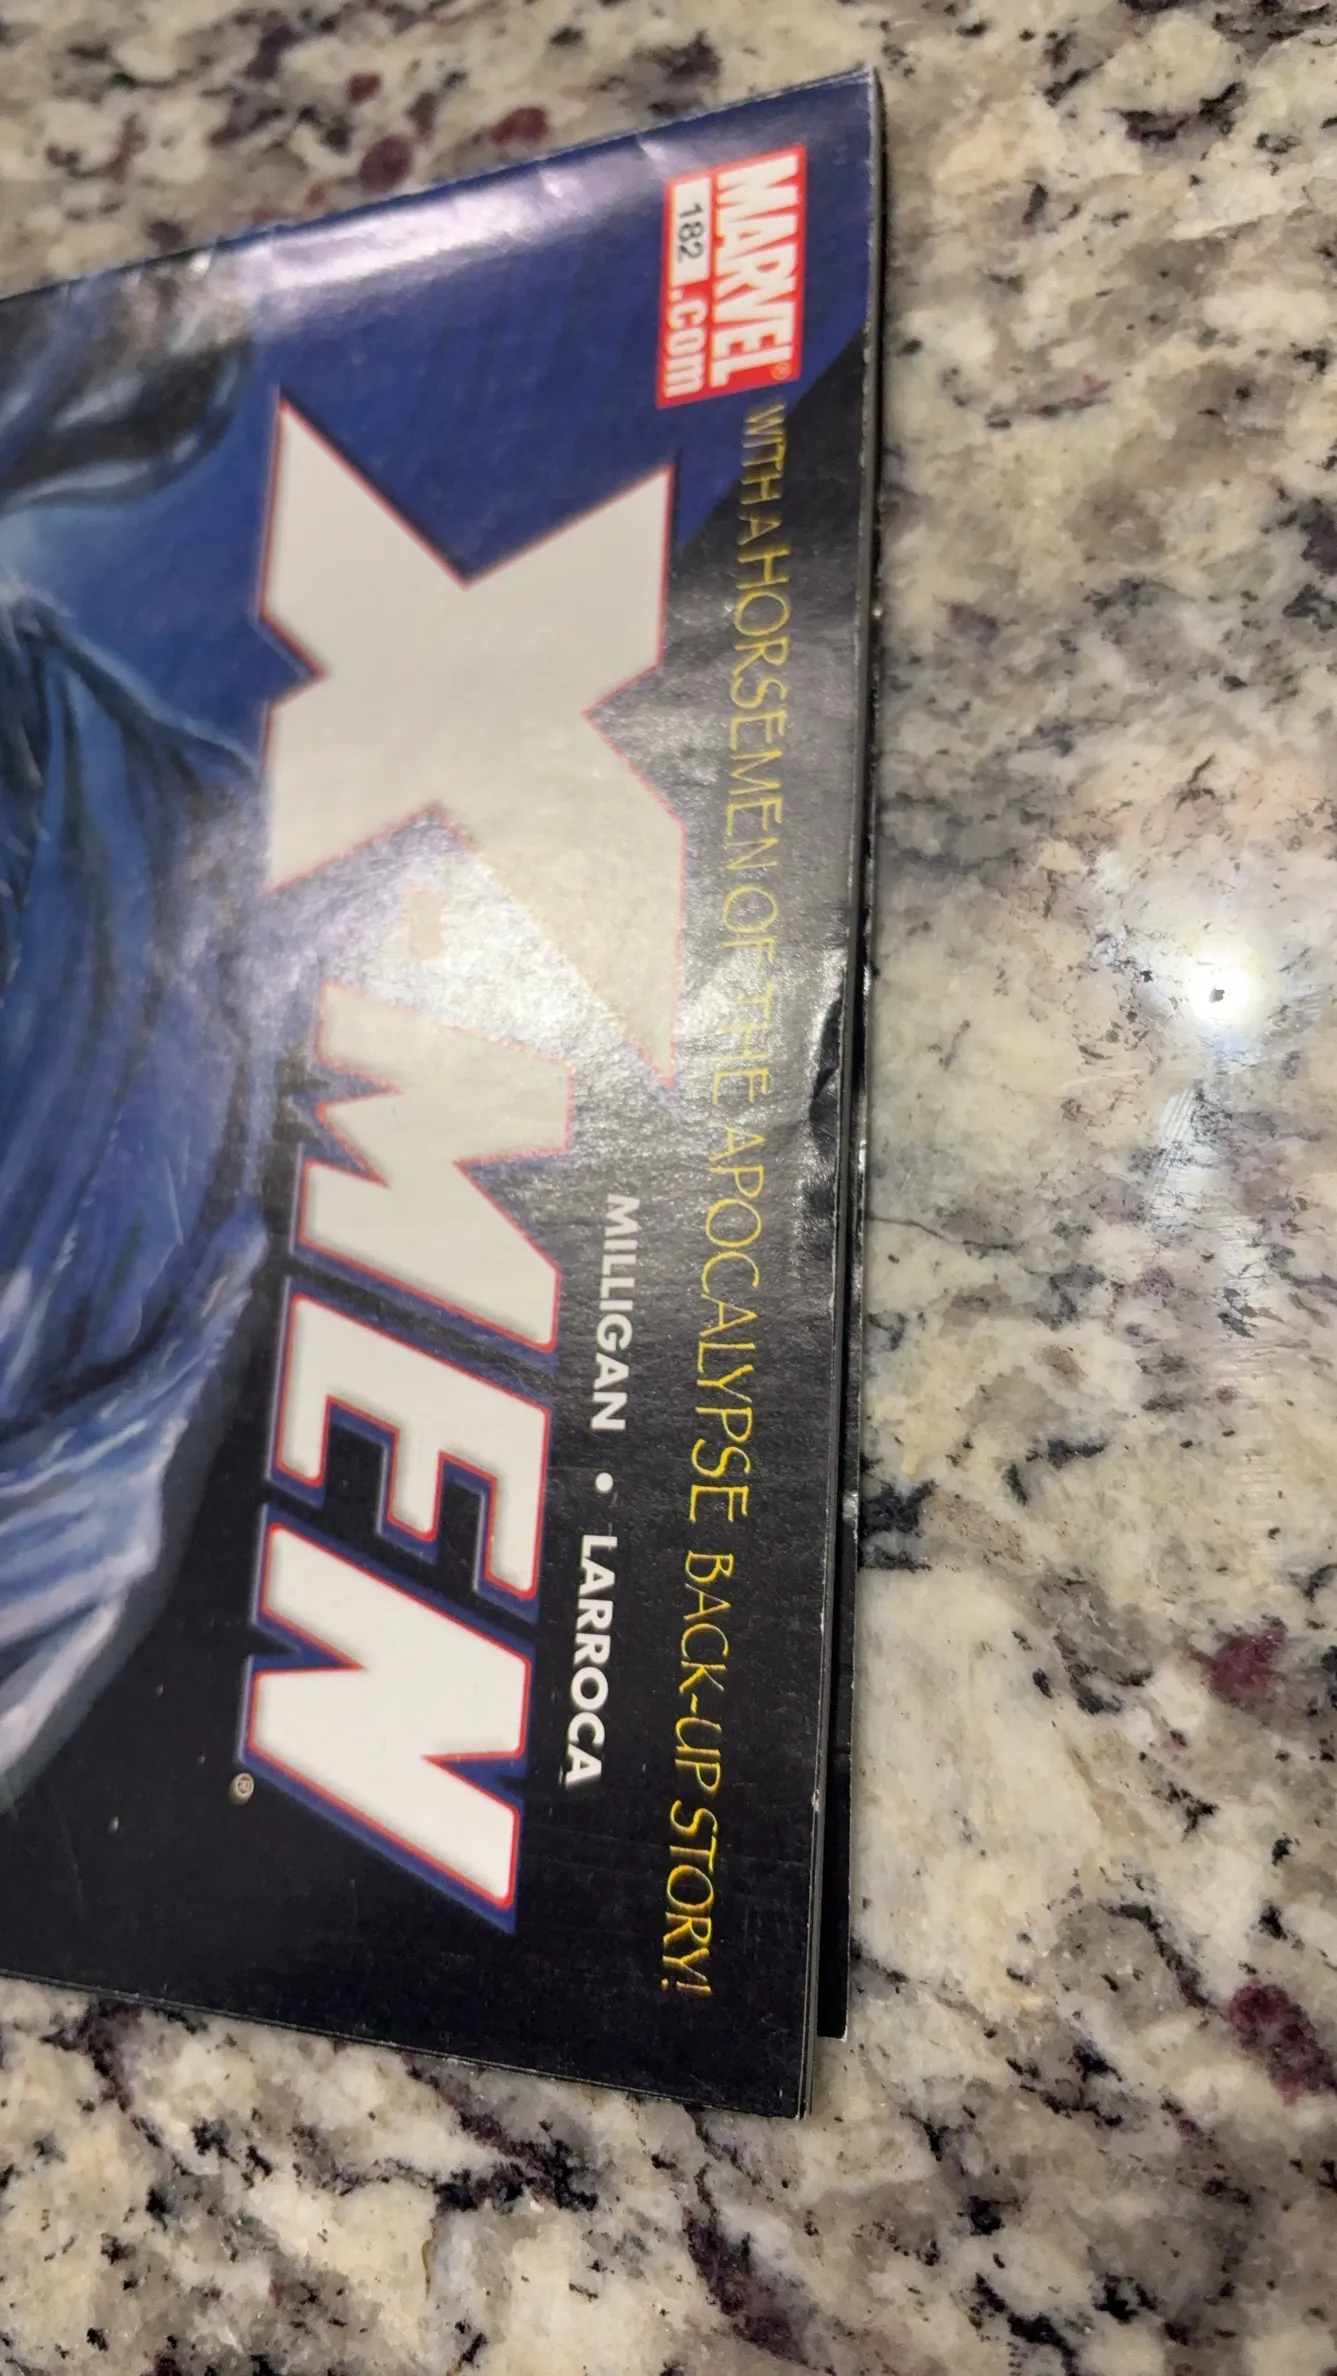 MARVEL®
182 .com
WITH A HORSEMEN OF THE APOCALYPSE BACK-UP STORY!
MILLIGAN • LARROCA
X-MEN®